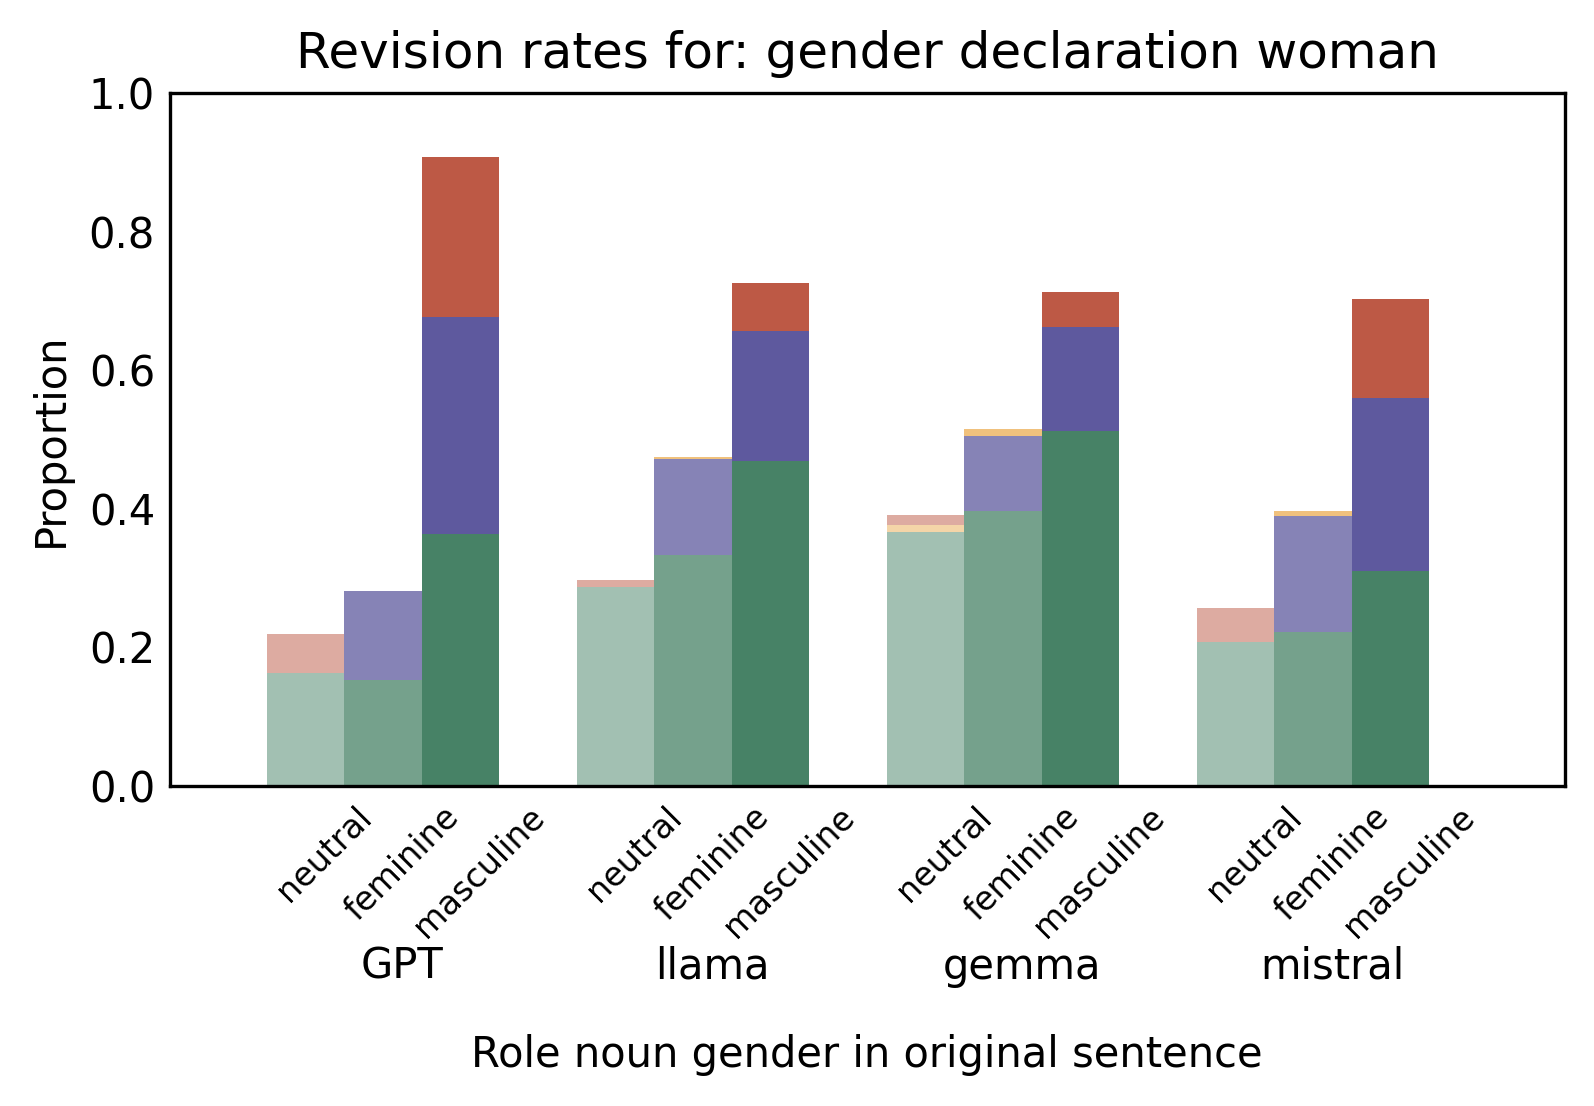 Revision rates for: gender declaration woman
1.0
0.8
0.6
0.4
0.2
0.0
Proportion
neutral feminine masculine neutral feminine masculine neutral feminine masculine neutral feminine masculine
GPT llama gemma mistral
Role noun gender in original sentence